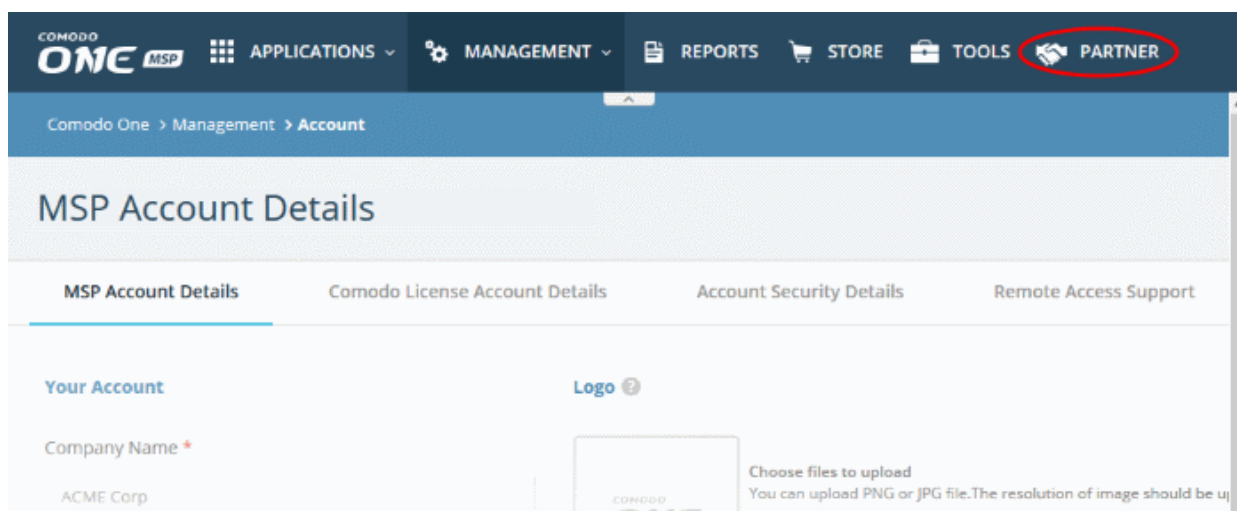 COMODO
ONE MSP APPLICATIONS MANAGEMENT REPORTS STORE TOOLS PARTNER
Comodo One > Management > Account
MSP Account Details
MSP Account Details Comodo License Account Details Account Security Details Remote Access Support
Your Account Logo ?
Company Name *
Choose files to upload
ACME Corp
COMODO
You can upload PNG or JPG file.The resolution of image should be